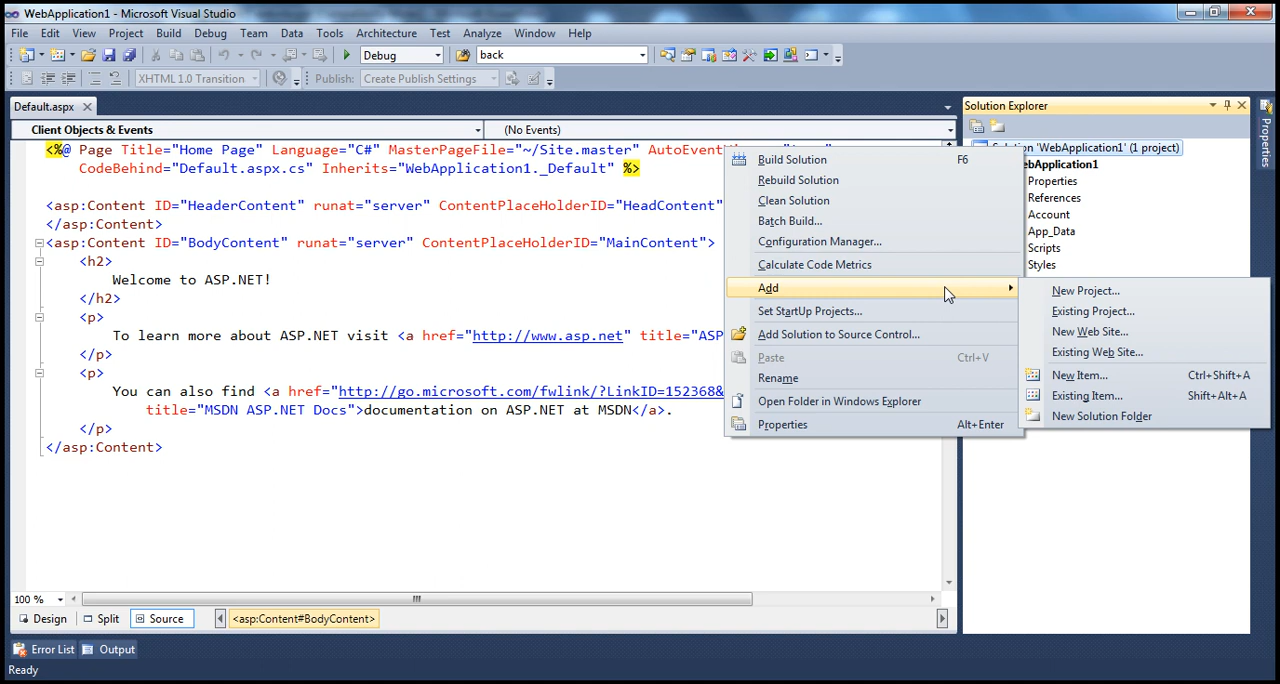 WebApplication1 - Microsoft Visual Studio
File Edit View Project Build Debug Team Data Tools Architecture Test Analyze Window Help
Debug back
XHTML 1.0 Transition Publish: Create Publish Settings
Default.aspx
Client Objects & Events (No Events)
<%@ Page Title="Home Page" Language="C#" MasterPageFile="~/Site.master"
CodeBehind="Default.aspx.cs" Inherits="WebApplication1._Default" %>
<asp:Content ID="HeaderContent" runat="server" ContentPlaceHolderID="HeadContent"
</asp:Content>
<asp:Content ID="BodyContent" runat="server" ContentPlaceHolderID="MainContent">
<h2>
Welcome to ASP.NET!
</h2>
<p>
To learn more about ASP.NET visit <a href="http://www.asp.net" title="ASP
</p>
<p>
You can also find <a href="http://go.microsoft.com/fwlink/?LinkID=152368&
title="MSDN ASP.NET Docs">documentation on ASP.NET at MSDN</a>.
</p>
</asp:Content>
Build Solution F6
Rebuild Solution
Clean Solution
Batch Build...
Configuration Manager...
Calculate Code Metrics
Add
Set StartUp Projects...
Add Solution to Source Control...
Paste Ctrl+V
Rename
Open Folder in Windows Explorer
Properties Alt+Enter
New Project...
Existing Project...
New Web Site...
Existing Web Site...
New Item... Ctrl+Shift+A
Existing Item... Shift+Alt+A
New Solution Folder
Solution Explorer
Solution 'WebApplication1' (1 project)
ebApplication1
Properties
References
Account
App_Data
Scripts
Styles
Properties
100 %
Design Split Source <asp:Content#BodyContent>
Error List Output
Ready